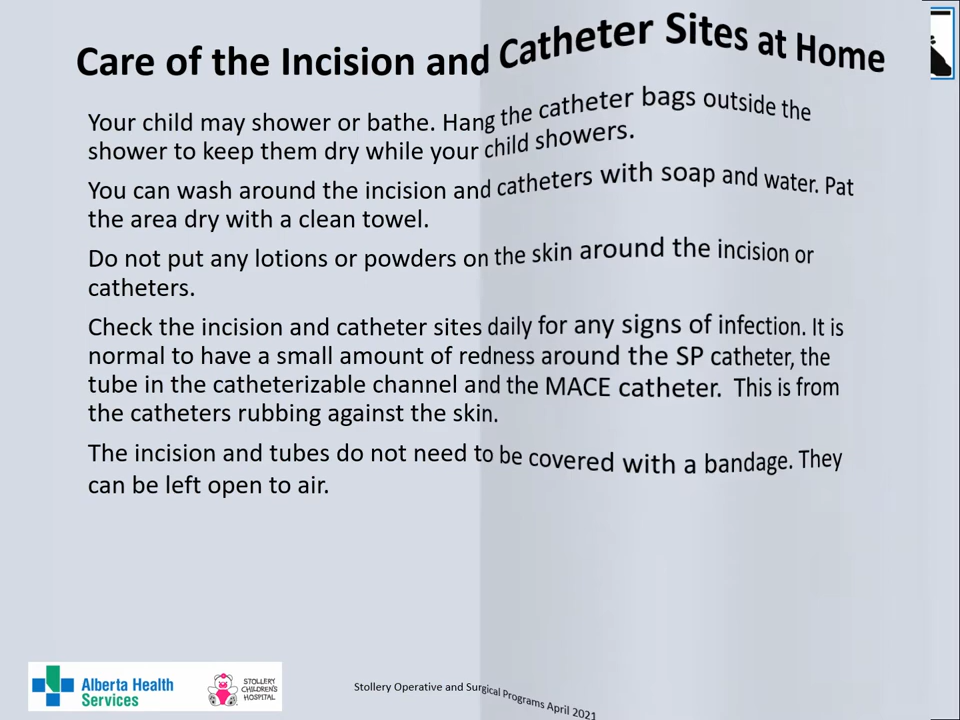 Care of the Incision and Catheter Sites at Home
Your child may shower or bathe. Hang the catheter bags outside the
shower to keep them dry while your child showers.
You can wash around the incision and catheters with soap and water. Pat
the area dry with a clean towel.
Do not put any lotions or powders on the skin around the incision or
catheters.
Check the incision and catheter sites daily for any signs of infection. It is
normal to have a small amount of redness around the SP catheter, the
tube in the catheterizable channel and the MACE catheter. This is from
the catheters rubbing against the skin.
The incision and tubes do not need to be covered with a bandage. They
can be left open to air.
Alberta Health
Services
STOLLERY
CHILDREN'S
HOSPITAL
Stollery Operative and Surgical Programs April 2021